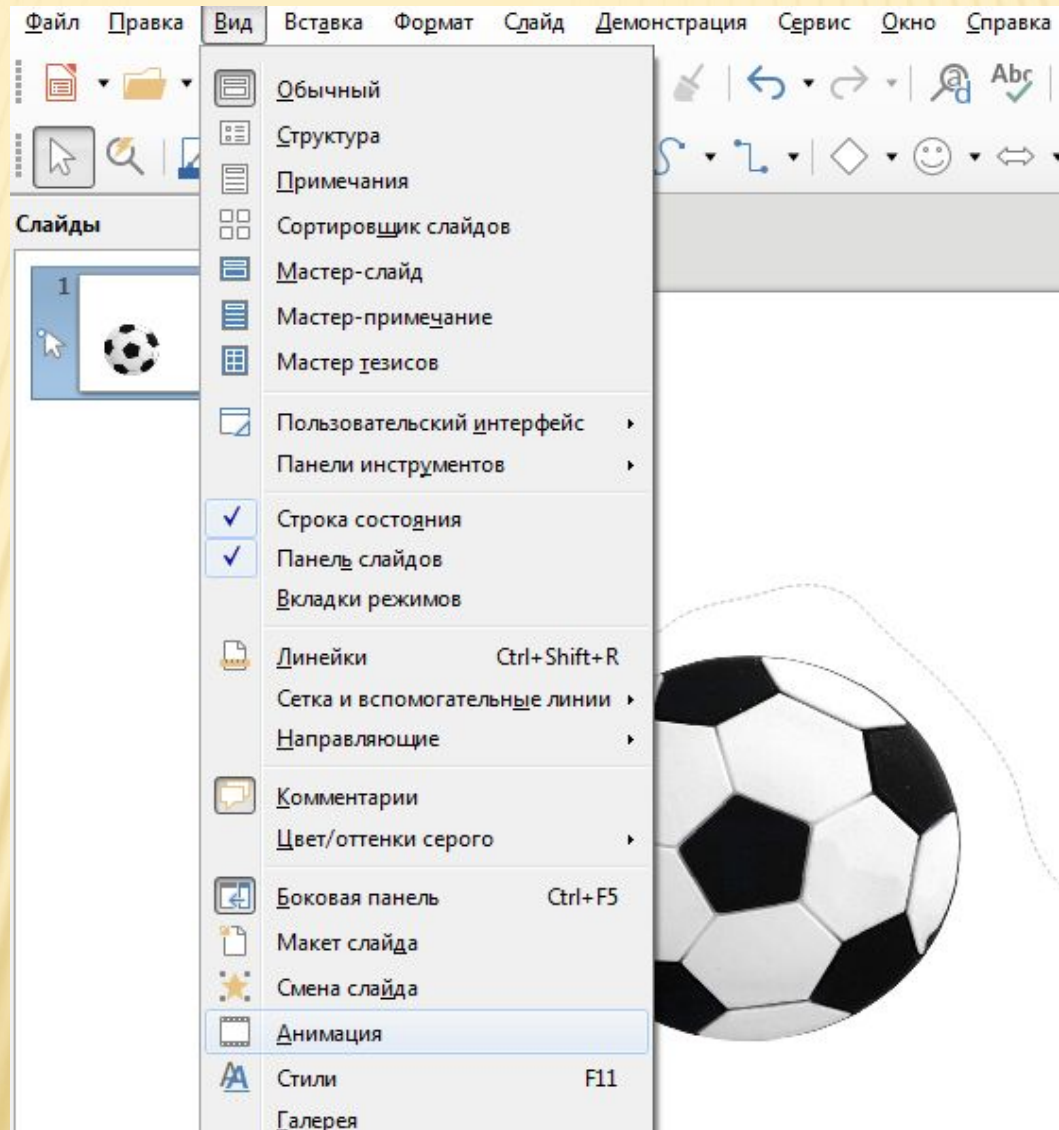 Файл Правка Вид Вставка Формат Слайд Демонстрация Сервис Окно Справка
Abc
Слайды
1
Обычный
Структура
Примечания
Сортировщик слайдов
Мастер-слайд
Мастер-примечание
Мастер тезисов
Пользовательский интерфейс
Панели инструментов
Строка состояния
Панель слайдов
Вкладки режимов
Линейки Ctrl+Shift+R
Сетка и вспомогательные линии
Направляющие
Комментарии
Цвет/оттенки серого
Боковая панель Ctrl+F5
Макет слайда
Смена слайда
Анимация
Стили F11
Галерея